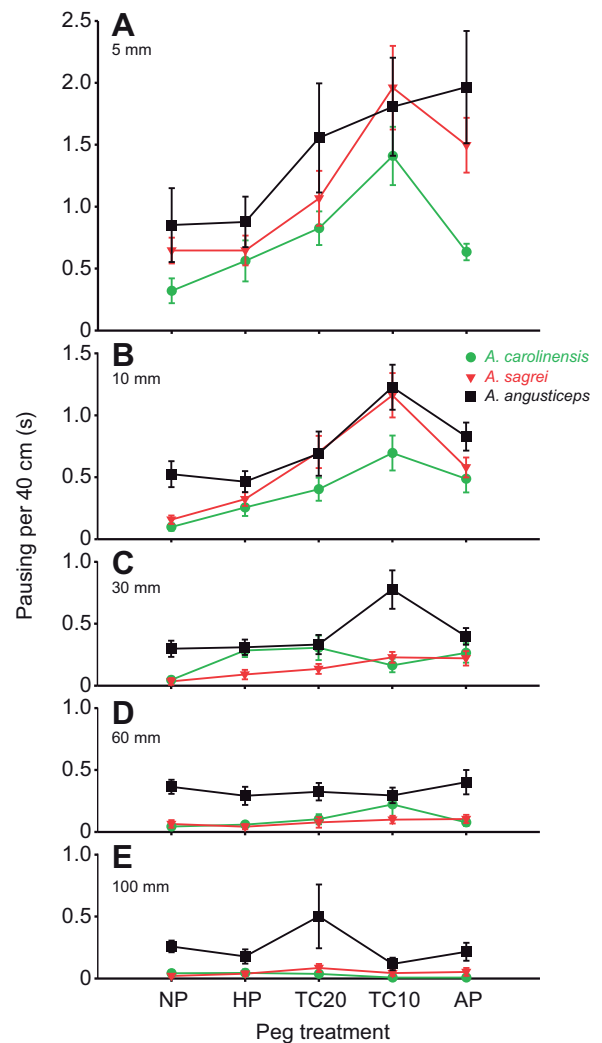 A
5 mm
2.5
2.0
1.5
1.0
0.5
0
B
10 mm
1.5
1.0
0.5
0
A. carolinensis
A. sagrei
A. angusticeps
Pausing per 40 cm (s)
C
30 mm
1.0
0.5
0
D
60 mm
1.0
0.5
0
E
100 mm
1.0
0.5
0
NP HP TC20 TC10 AP
Peg treatment